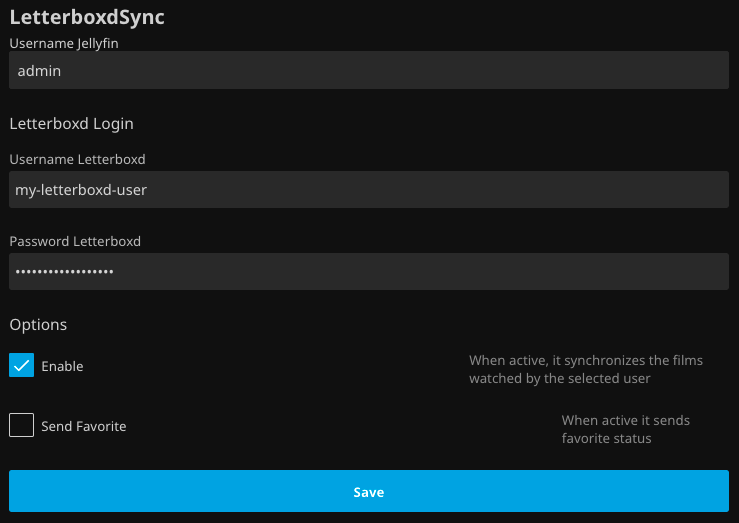 LetterboxdSync
Username Jellyfin
admin
Letterboxd Login
Username Letterboxd
my-letterboxd-user
Password Letterboxd
••••••••••••••••••
Options
Enable
When active, it synchronizes the films
watched by the selected user
Send Favorite
When active it sends
favorite status
Save